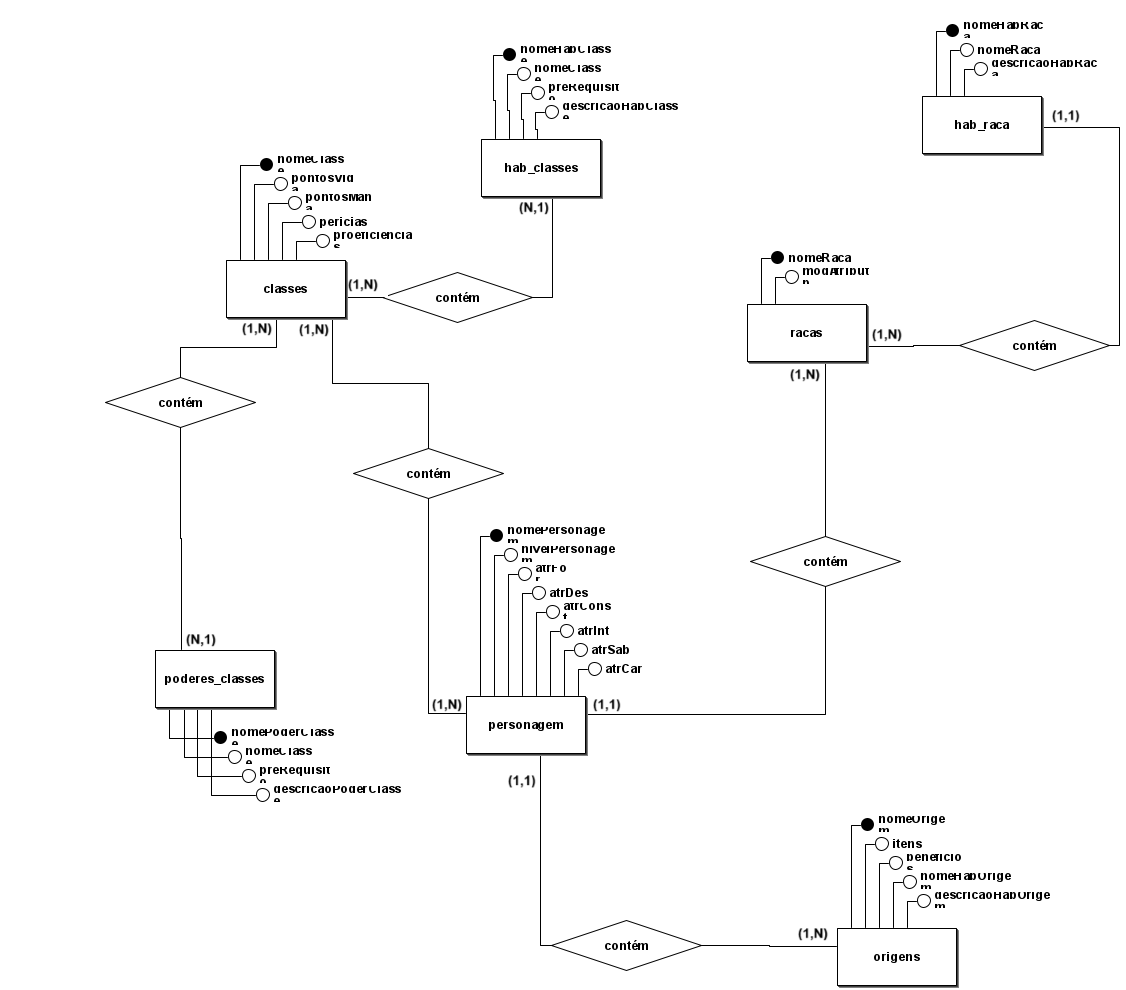 nomeHabRac
a
nomeRaca
descricaoHabRac
a
hab_raca
(1,1)
nomeHabClass
e
nomeClass
e
preRequisit
o
descricaoHabClass
e
hab_classes
(N,1)
nomeClass
e
pontosVid
a
pontosMan
a
pericias
proeficiencia
s
classes
(1,N)
contém
(1,N)
(1,N)
nomeRaca
modAtribut
o
racas
(1,N)
contém
(1,N)
contém
contém
contém
nomePersonage
m
nivelPersonage
m
atrFo
r
atrDes
atrCons
t
atrInt
atrSab
atrCar
(1,N)
personagem
(1,1)
(1,1)
(N,1)
poderes_classes
nomePoderClass
e
nomeClass
e
preRequisit
o
descricaoPoderClass
e
nomeOrige
m
itens
beneficio
s
nomeHabOrige
m
descricaoHabOrige
m
(1,N)
contém
origens